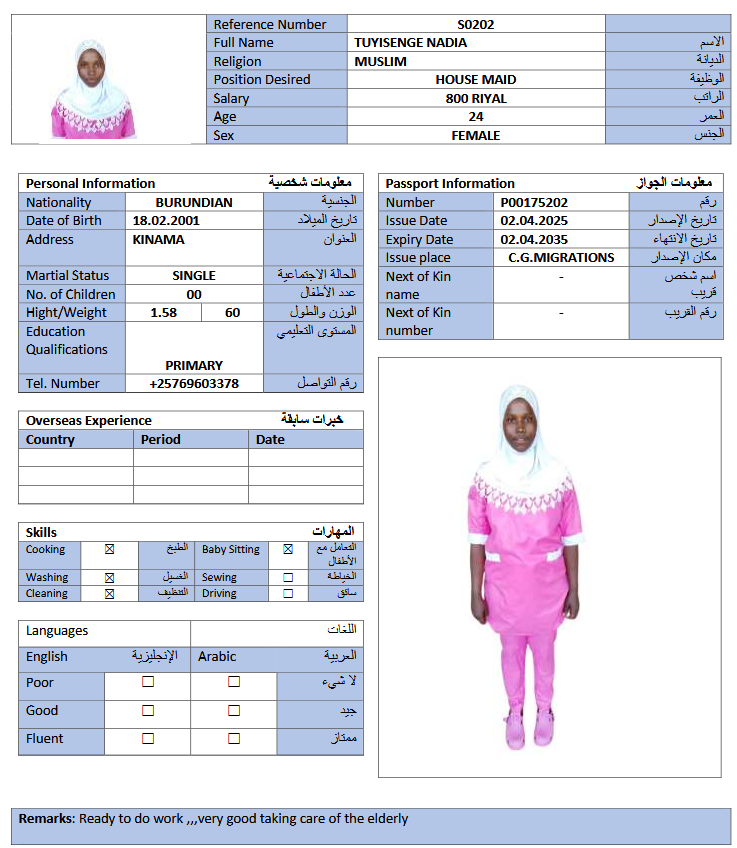 Reference Number S0202
Full Name TUYISENGE NADIA الاسم
Religion MUSLIM الديانة
Position Desired HOUSE MAID الوظيفة
Salary 800 RIYAL الراتب
Age 24 العمر
Sex FEMALE الجنس
Personal Information معلومات شخصية
Nationality BURUNDIAN الجنسية
Date of Birth 18.02.2001 تاريخ الميلاد
Address KINAMA العنوان
Martial Status SINGLE الحالة الاجتماعية
No. of Children 00 عدد الأطفال
Hight/Weight 1.58 60 الوزن والطول
Education المستوى التعليمي
Qualifications
PRIMARY
Tel. Number +25769603378 رقم التواصل
Passport Information معلومات الجواز
Number P00175202 رقم
Issue Date 02.04.2025 تاريخ الإصدار
Expiry Date 02.04.2035 تاريخ الانتهاء
Issue place C.G.MIGRATIONS مكان الإصدار
Next of Kin - اسم شخص
name قريب
Next of Kin - رقم القريب
number
Overseas Experience خبرات سابقة
Country Period Date
Skills المهارات
Cooking ☒ الطبخ Baby Sitting ☒ التعامل مع
الأطفال
Washing ☒ الغسيل Sewing ☐ الخياطة
Cleaning ☒ التنظيف Driving ☐ سائق
Languages اللغات
English الإنجليزية Arabic العربية
Poor ☐ ☐ لا شيء
Good ☐ ☐ جيد
Fluent ☐ ☐ ممتاز
Remarks: Ready to do work ,,,very good taking care of the elderly